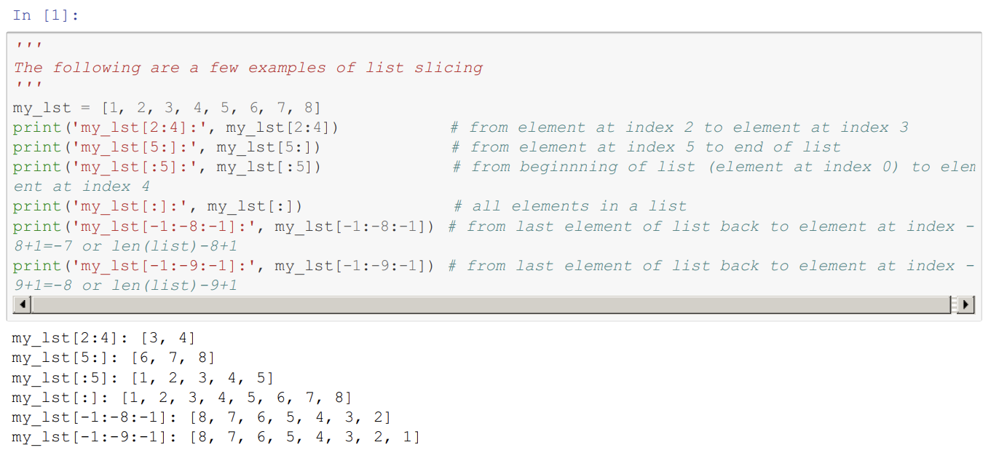 In [1]:
'''
The following are a few examples of list slicing
'''
my_lst = [1, 2, 3, 4, 5, 6, 7, 8]
print('my_lst[2:4]:', my_lst[2:4]) # from element at index 2 to element at index 3
print('my_lst[5:]:', my_lst[5:]) # from element at index 5 to end of list
print('my_lst[:5]:', my_lst[:5]) # from beginnning of list (element at index 0) to elem
ent at index 4
print('my_lst[:]:', my_lst[:]) # all elements in a list
print('my_lst[-1:-8:-1]:', my_lst[-1:-8:-1]) # from last element of list back to element at index -
8+1=-7 or len(list)-8+1
print('my_lst[-1:-9:-1]:', my_lst[-1:-9:-1]) # from last element of list back to element at index -
9+1=-8 or len(list)-9+1
my_lst[2:4]: [3, 4]
my_lst[5:]: [6, 7, 8]
my_lst[:5]: [1, 2, 3, 4, 5]
my_lst[:]: [1, 2, 3, 4, 5, 6, 7, 8]
my_lst[-1:-8:-1]: [8, 7, 6, 5, 4, 3, 2]
my_lst[-1:-9:-1]: [8, 7, 6, 5, 4, 3, 2, 1]